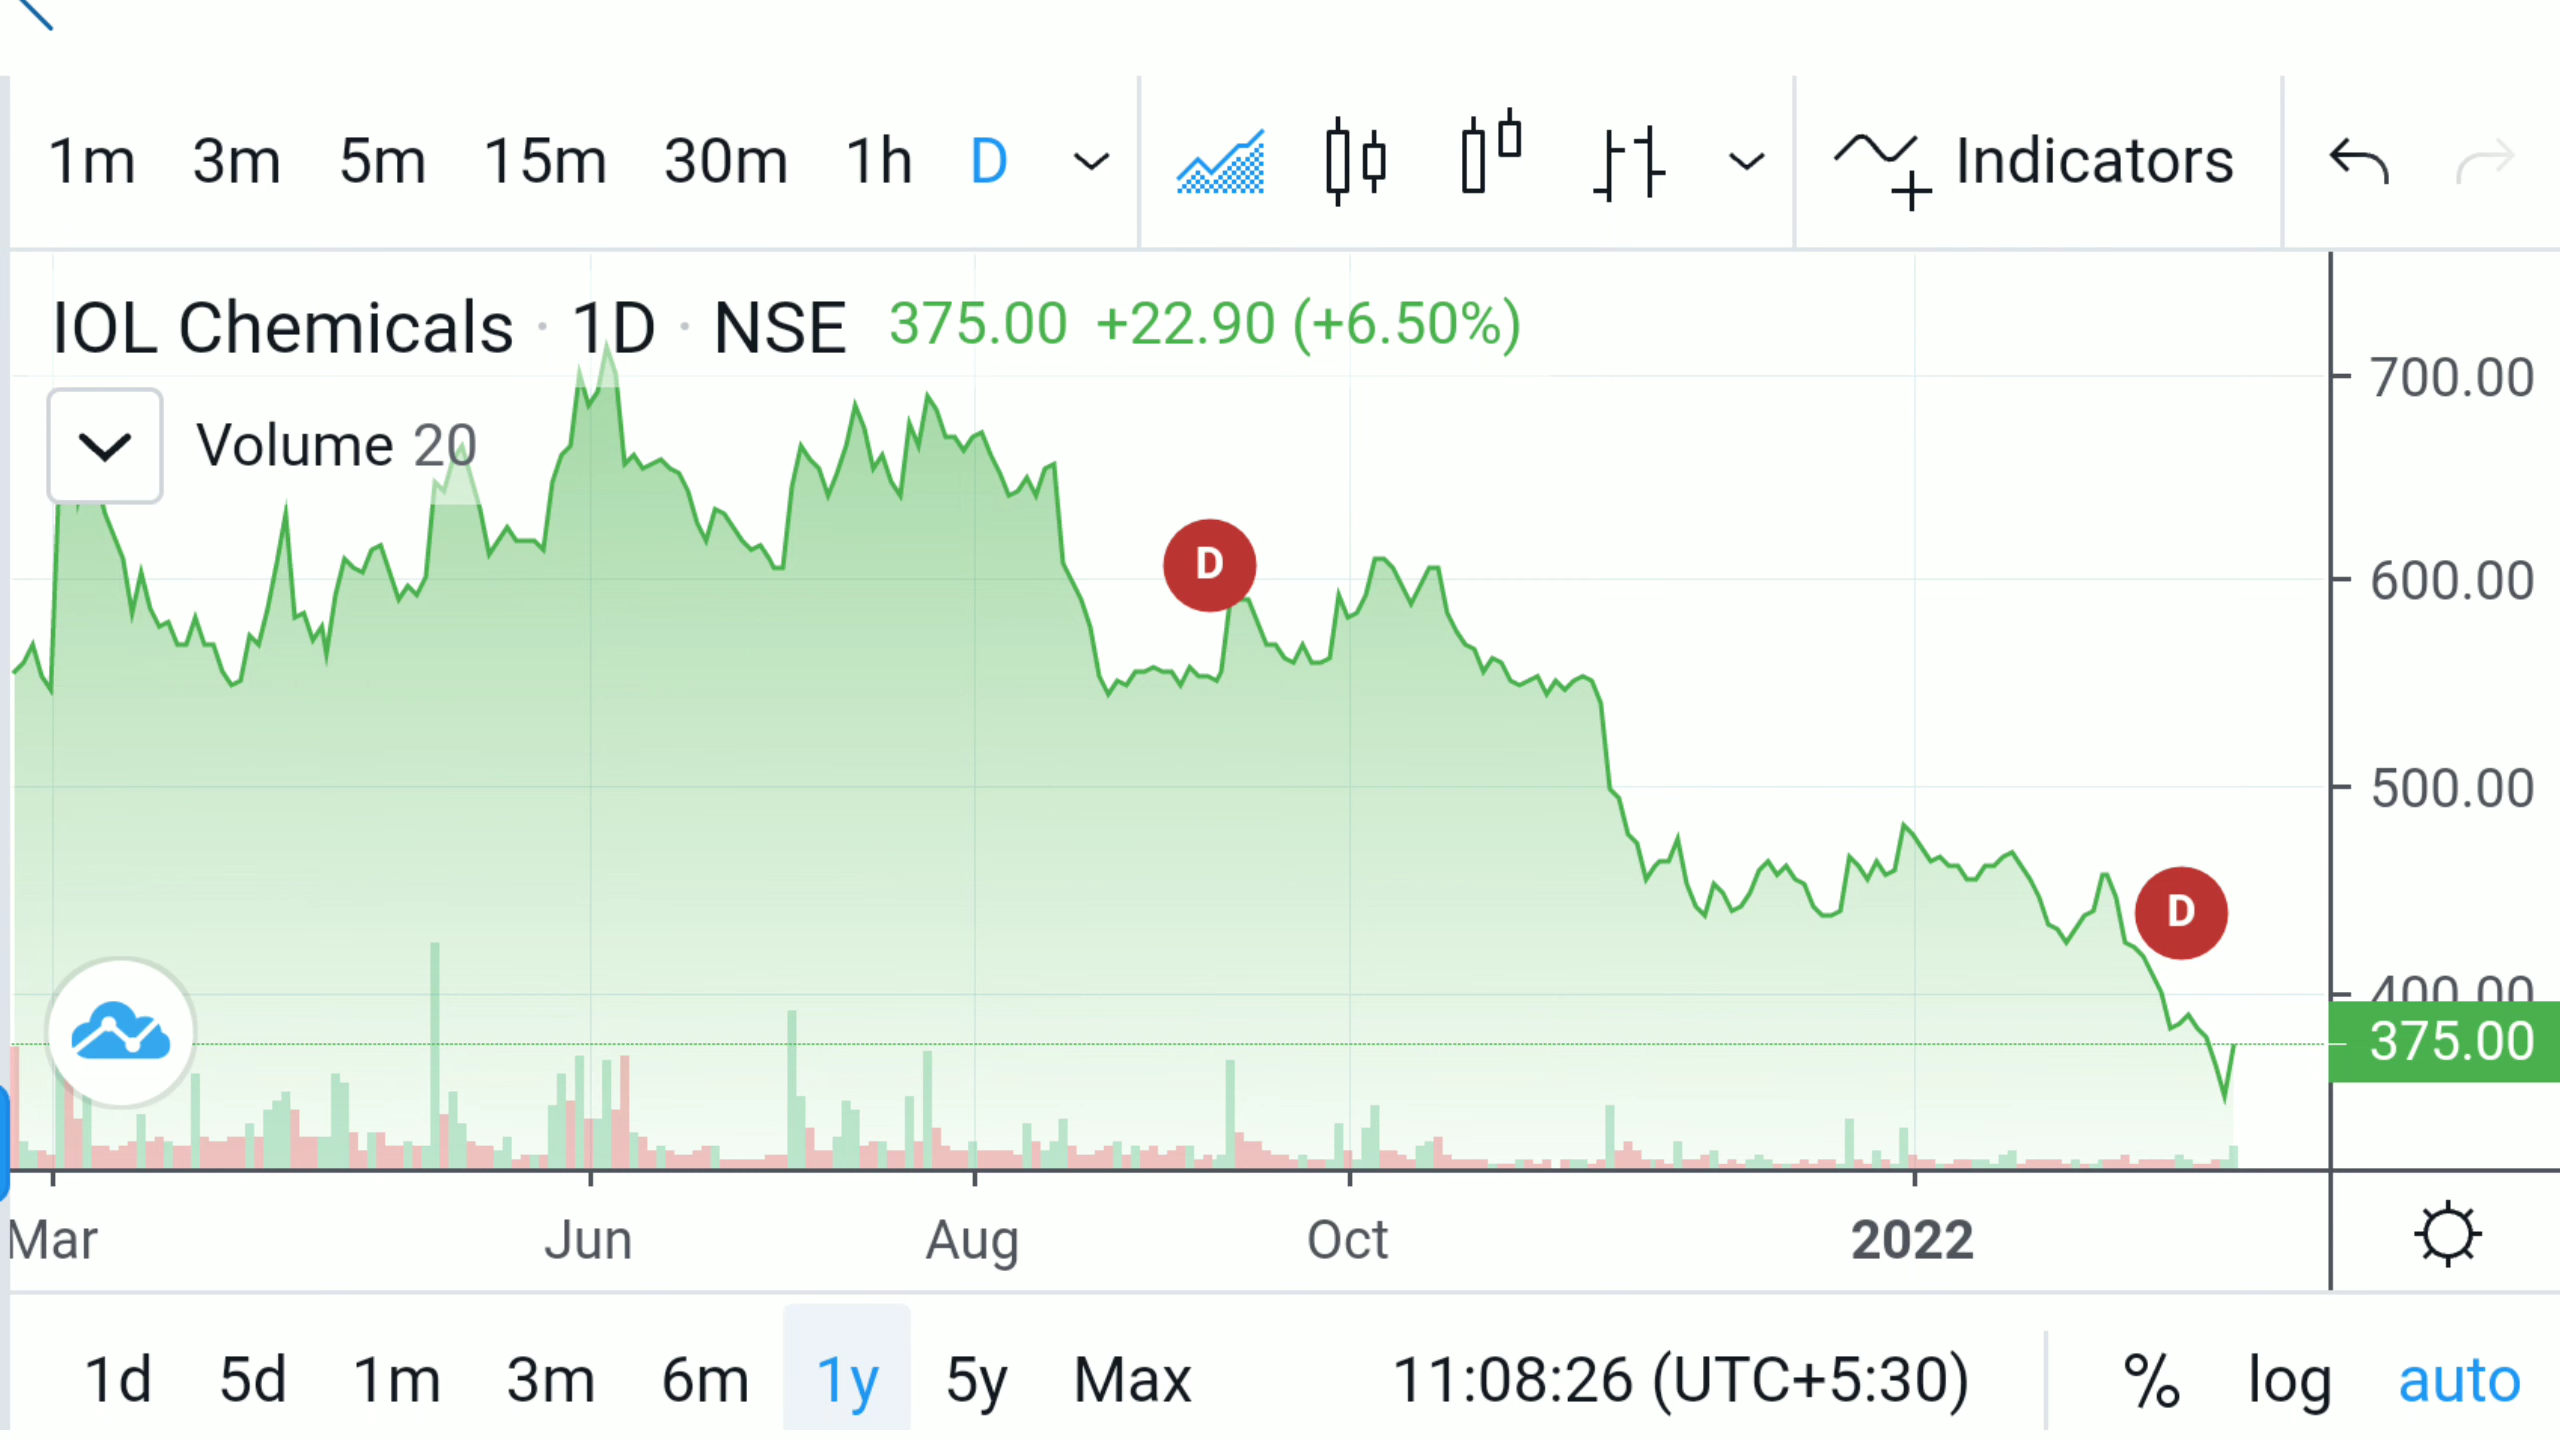 1m 3m 5m 15m 30m 1h D Indicators
IOL Chemicals · 1D · NSE 375.00 +22.90 (+6.50%)
Volume 20
700.00
D
600.00
500.00
D
400.00
375.00
Mar Jun Aug Oct 2022
1d 5d 1m 3m 6m 1y 5y Max 11:08:26 (UTC+5:30) % log auto